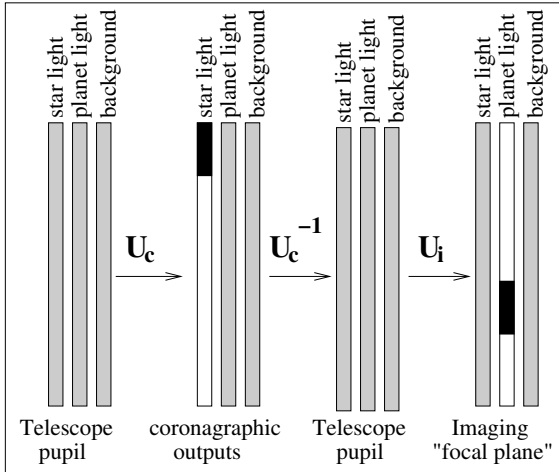 star light
planet light
background
star light
planet light
background
star light
planet light
background
star light
planet light
background
U_c
U_c^{-1}
U_i
Telescope
pupil
coronagraphic
outputs
Telescope
pupil
Imaging
"focal plane"